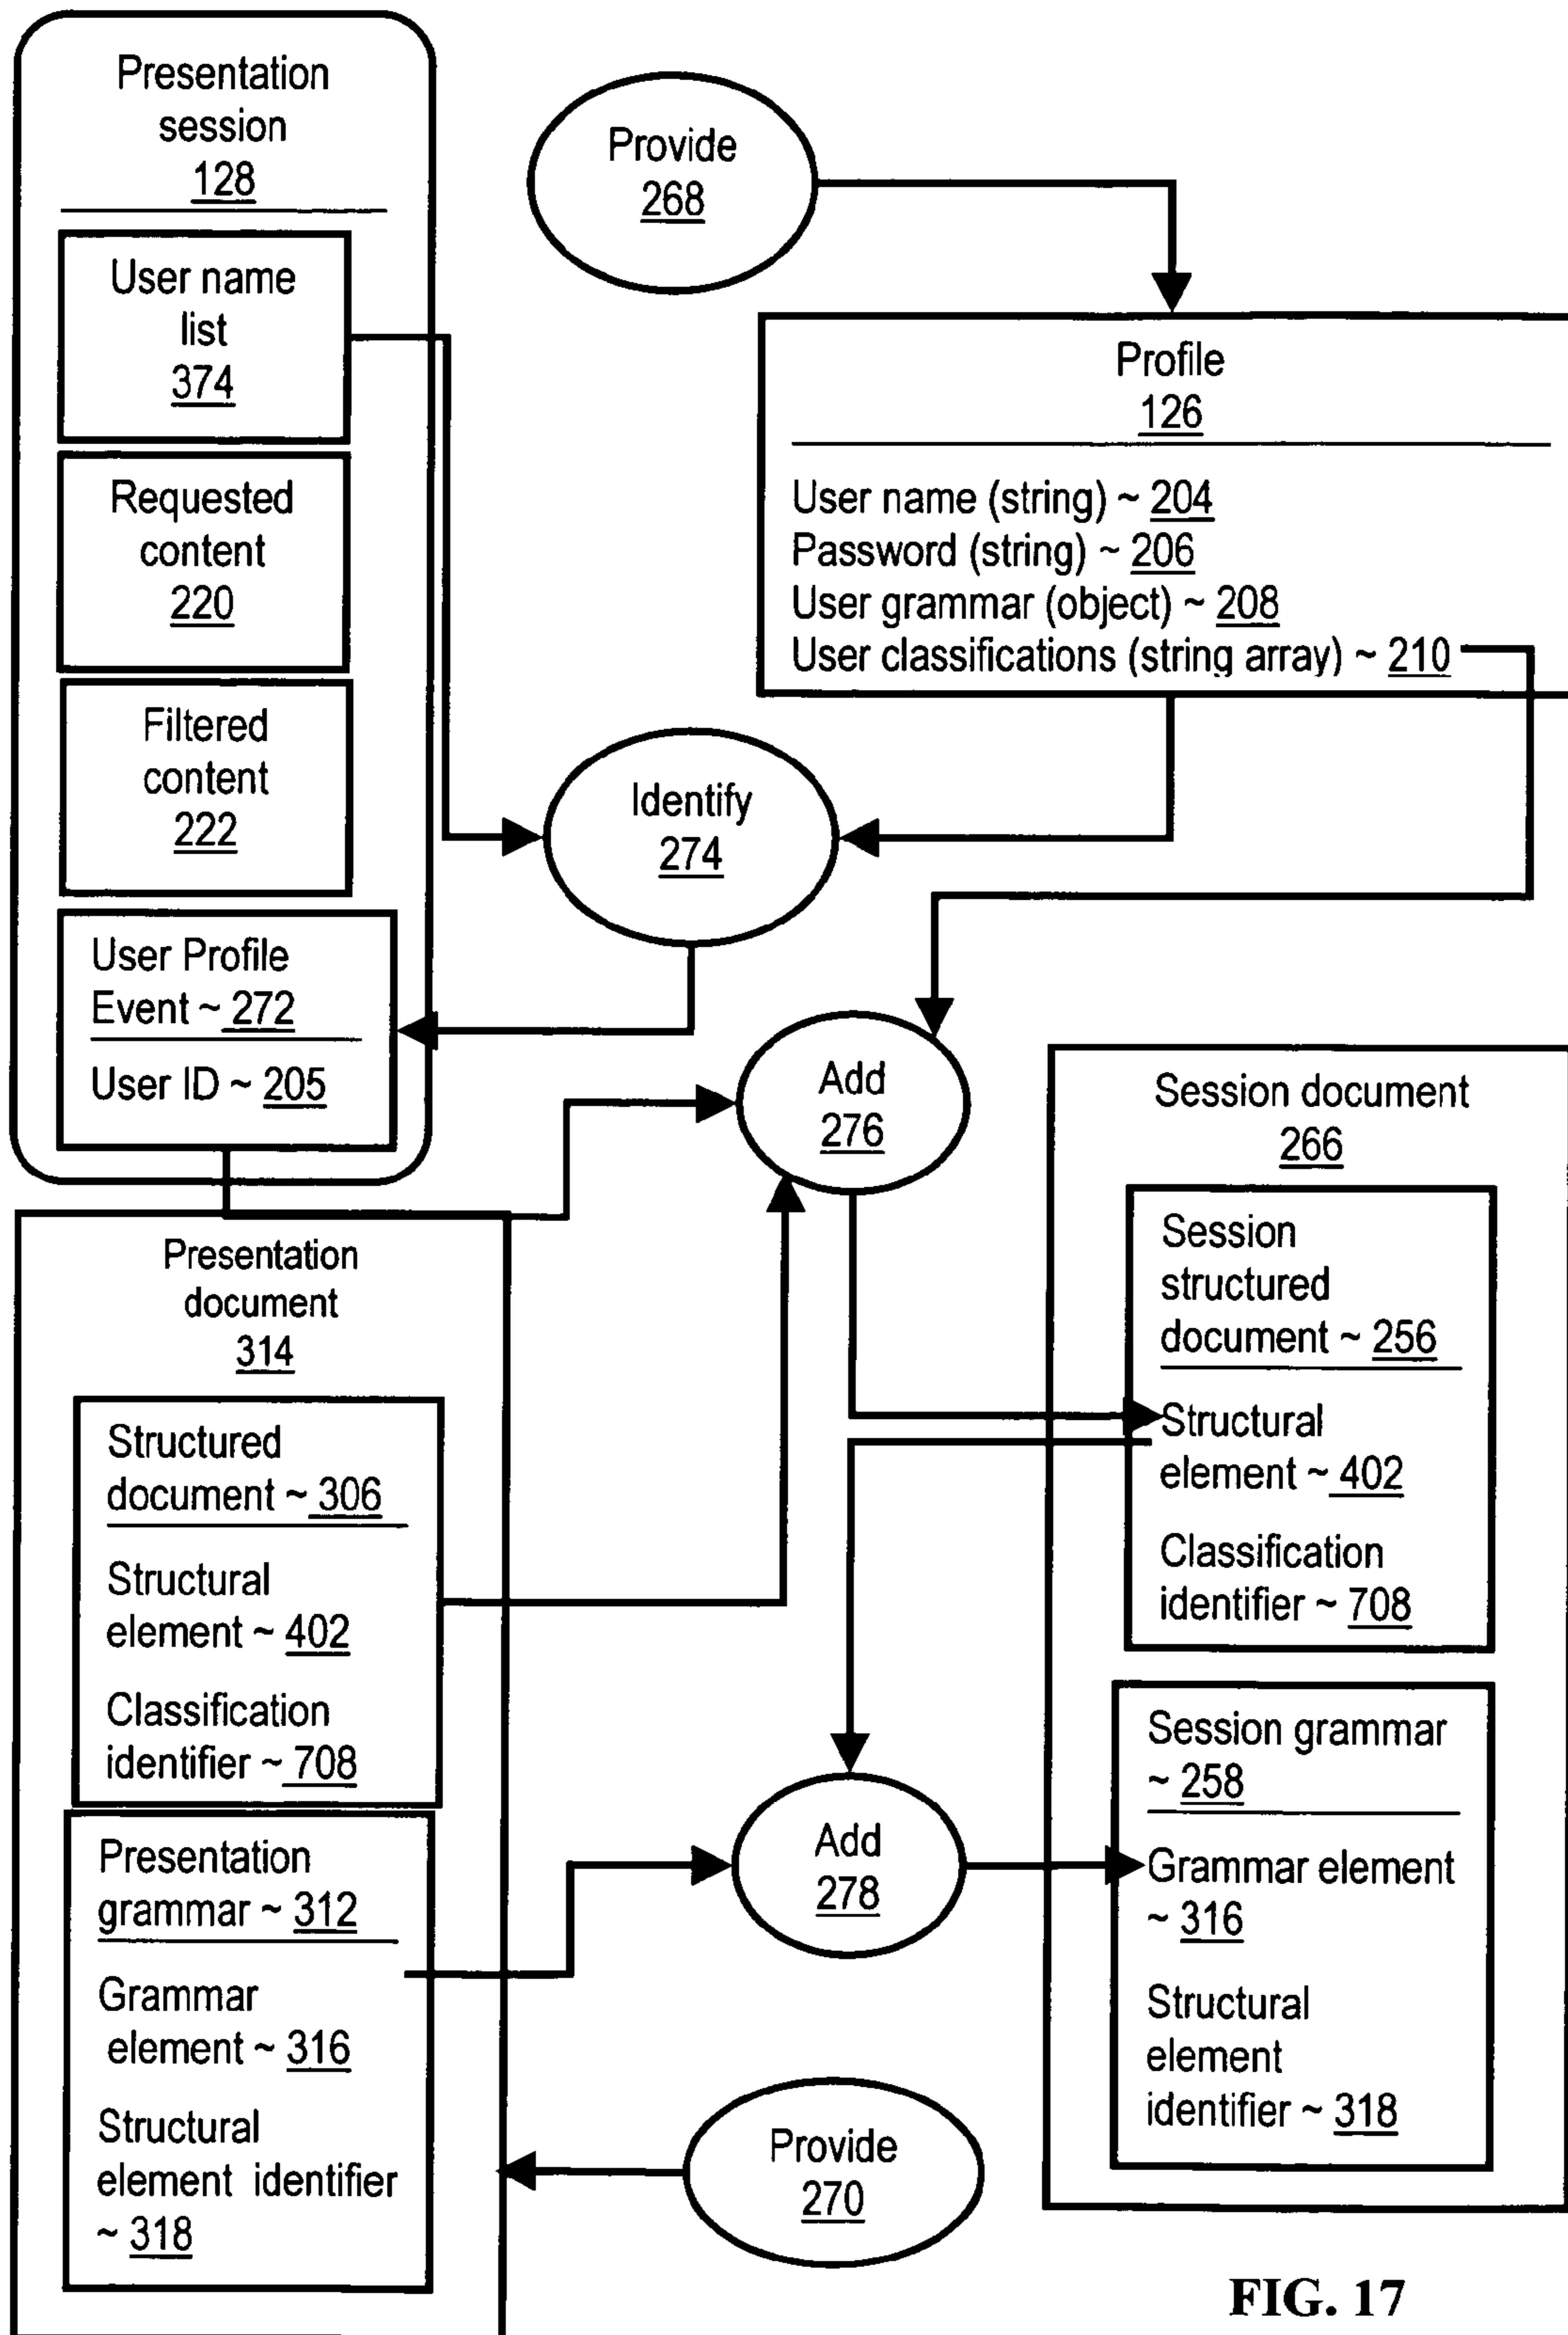 Presentation
session
128
User name
list
374
Requested
content
220
Filtered
content
222
User Profile
Event ~ 272
User ID ~ 205
Provide
268
Profile
126
User name (string) ~ 204
Password (string) ~ 206
User grammar (object) ~ 208
User classifications (string array) ~ 210
Identify
274
Add
276
Session document
266
Session
structured
document ~ 256
Structural
element ~ 402
Classification
identifier ~ 708
Session grammar
~ 258
Grammar element
~ 316
Structural
element
identifier ~ 318
Presentation
document
314
Structured
document ~ 306
Structural
element ~ 402
Classification
identifier ~ 708
Presentation
grammar ~ 312
Grammar
element ~ 316
Structural
element identifier
~ 318
Add
278
Provide
270
FIG. 17